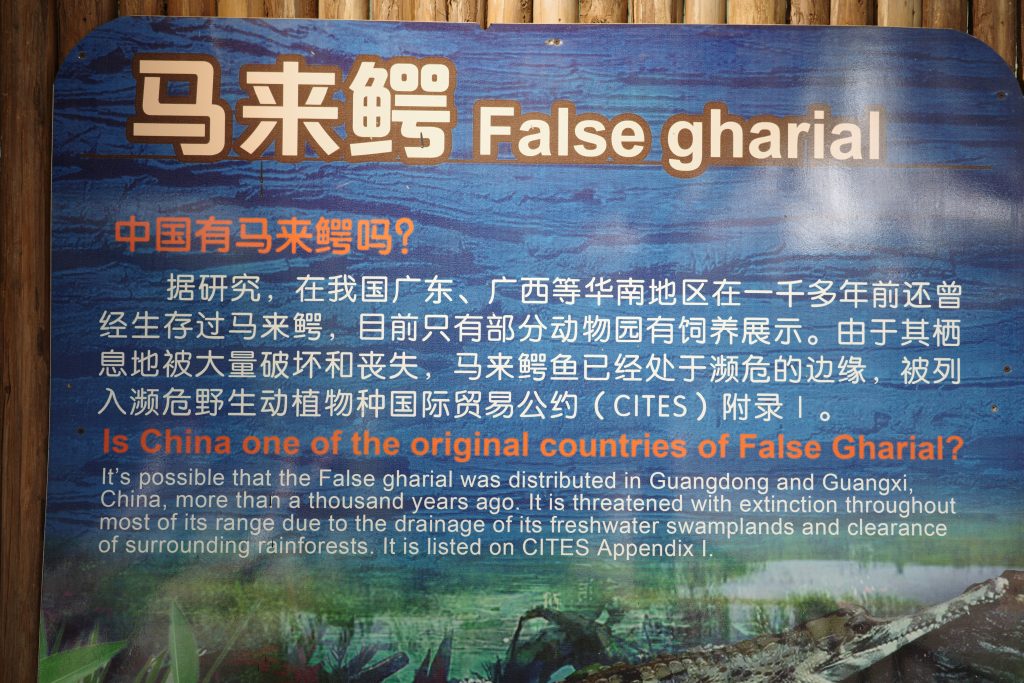 马来鳄 False gharial
中国有马来鳄吗？
据研究，在我国广东、广西等华南地区在一千多年前还曾
经生存过马来鳄，目前只有部分动物园有饲养展示。由于其栖
息地被大量破坏和丧失，马来鳄鱼已经处于濒危的边缘，被列
入濒危野生动植物种国际贸易公约（CITES）附录Ⅰ。
Is China one of the original countries of False Gharial?
It's possible that the False gharial was distributed in Guangdong and Guangxi,
China, more than a thousand years ago. It is threatened with extinction throughout
most of its range due to the drainage of its freshwater swamplands and clearance
of surrounding rainforests. It is listed on CITES Appendix I.